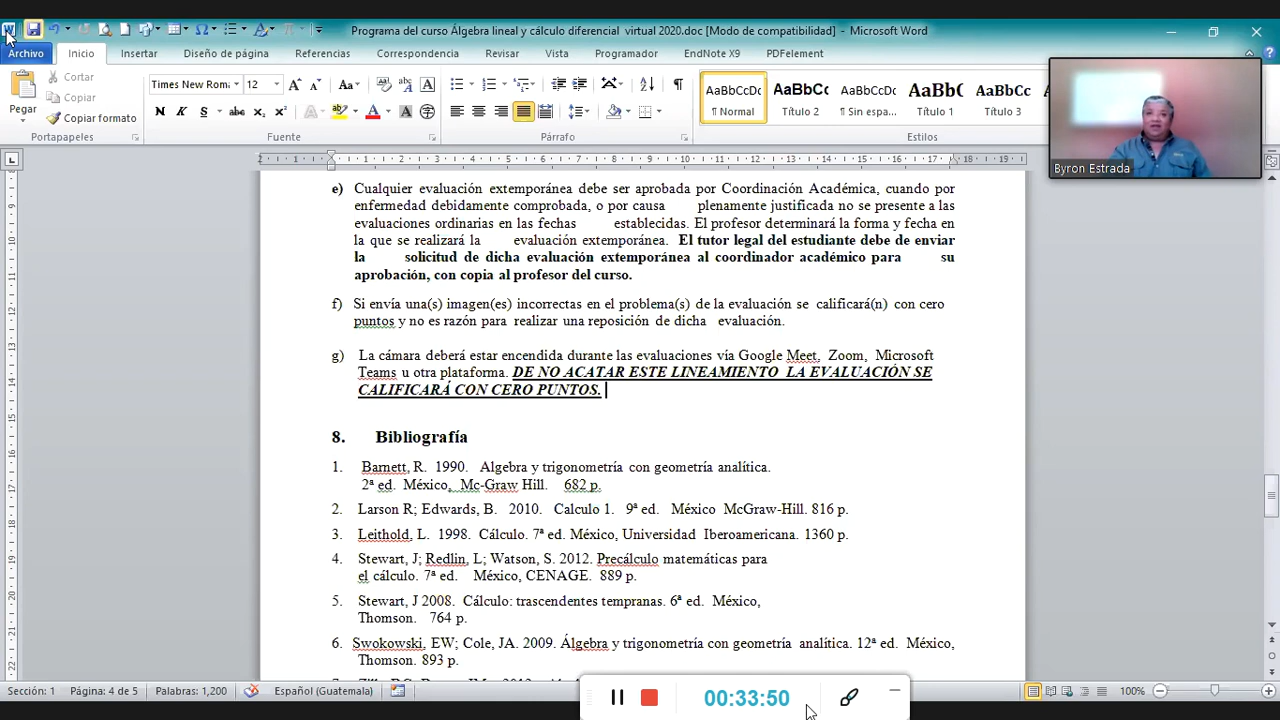 Programa del curso Álgebra lineal y cálculo diferencial virtual 2020.doc [Modo de compatibilidad] - Microsoft Word
Archivo Inicio Insertar Diseño de página Referencias Correspondencia Revisar Vista Programador EndNote X9 PDFelement
Cortar
Copiar
Copiar formato
Pegar
Portapapeles
Times New Rom 12
N K S abc x₂ x²
Fuente
Párrafo
AaBbCcDc AaBbCc AaBbCcDc AaBb( AaBbCc
¶ Normal Título 2 ¶ Sin espa... Título 1 Título 3
Estilos
Byron Estrada
e) Cualquier evaluación extemporánea debe ser aprobada por Coordinación Académica, cuando por
enfermedad debidamente comprobada, o por causa plenamente justificada no se presente a las
evaluaciones ordinarias en las fechas establecidas. El profesor determinará la forma y fecha en
la que se realizará la evaluación extemporánea. El tutor legal del estudiante debe de enviar
la solicitud de dicha evaluación extemporánea al coordinador académico para su
aprobación, con copia al profesor del curso.
f) Si envía una(s) imagen(es) incorrectas en el problema(s) de la evaluación se calificará(n) con cero
puntos y no es razón para realizar una reposición de dicha evaluación.
g) La cámara deberá estar encendida durante las evaluaciones vía Google Meet, Zoom, Microsoft
Teams u otra plataforma. DE NO ACATAR ESTE LINEAMIENTO LA EVALUACIÓN SE
CALIFICARÁ CON CERO PUNTOS.
8. Bibliografía
1. Barnett, R. 1990. Algebra y trigonometría con geometría analítica.
2ª ed. México, Mc-Graw Hill. 682 p.
2. Larson R; Edwards, B. 2010. Calculo 1. 9ª ed. México McGraw-Hill. 816 p.
3. Leithold, L. 1998. Cálculo. 7ª ed. México, Universidad Iberoamericana. 1360 p.
4. Stewart, J; Redlin, L; Watson, S. 2012. Precálculo matemáticas para
el cálculo. 7ª ed. México, CENAGE. 889 p.
5. Stewart, J 2008. Cálculo: trascendentes tempranas. 6ª ed. México,
Thomson. 764 p.
6. Swokowski, EW; Cole, JA. 2009. Álgebra y trigonometría con geometría analítica. 12ª ed. México,
Thomson. 893 p.
00:33:50
Sección: 1 Página: 4 de 5 Palabras: 1,200 Español (Guatemala) 100%